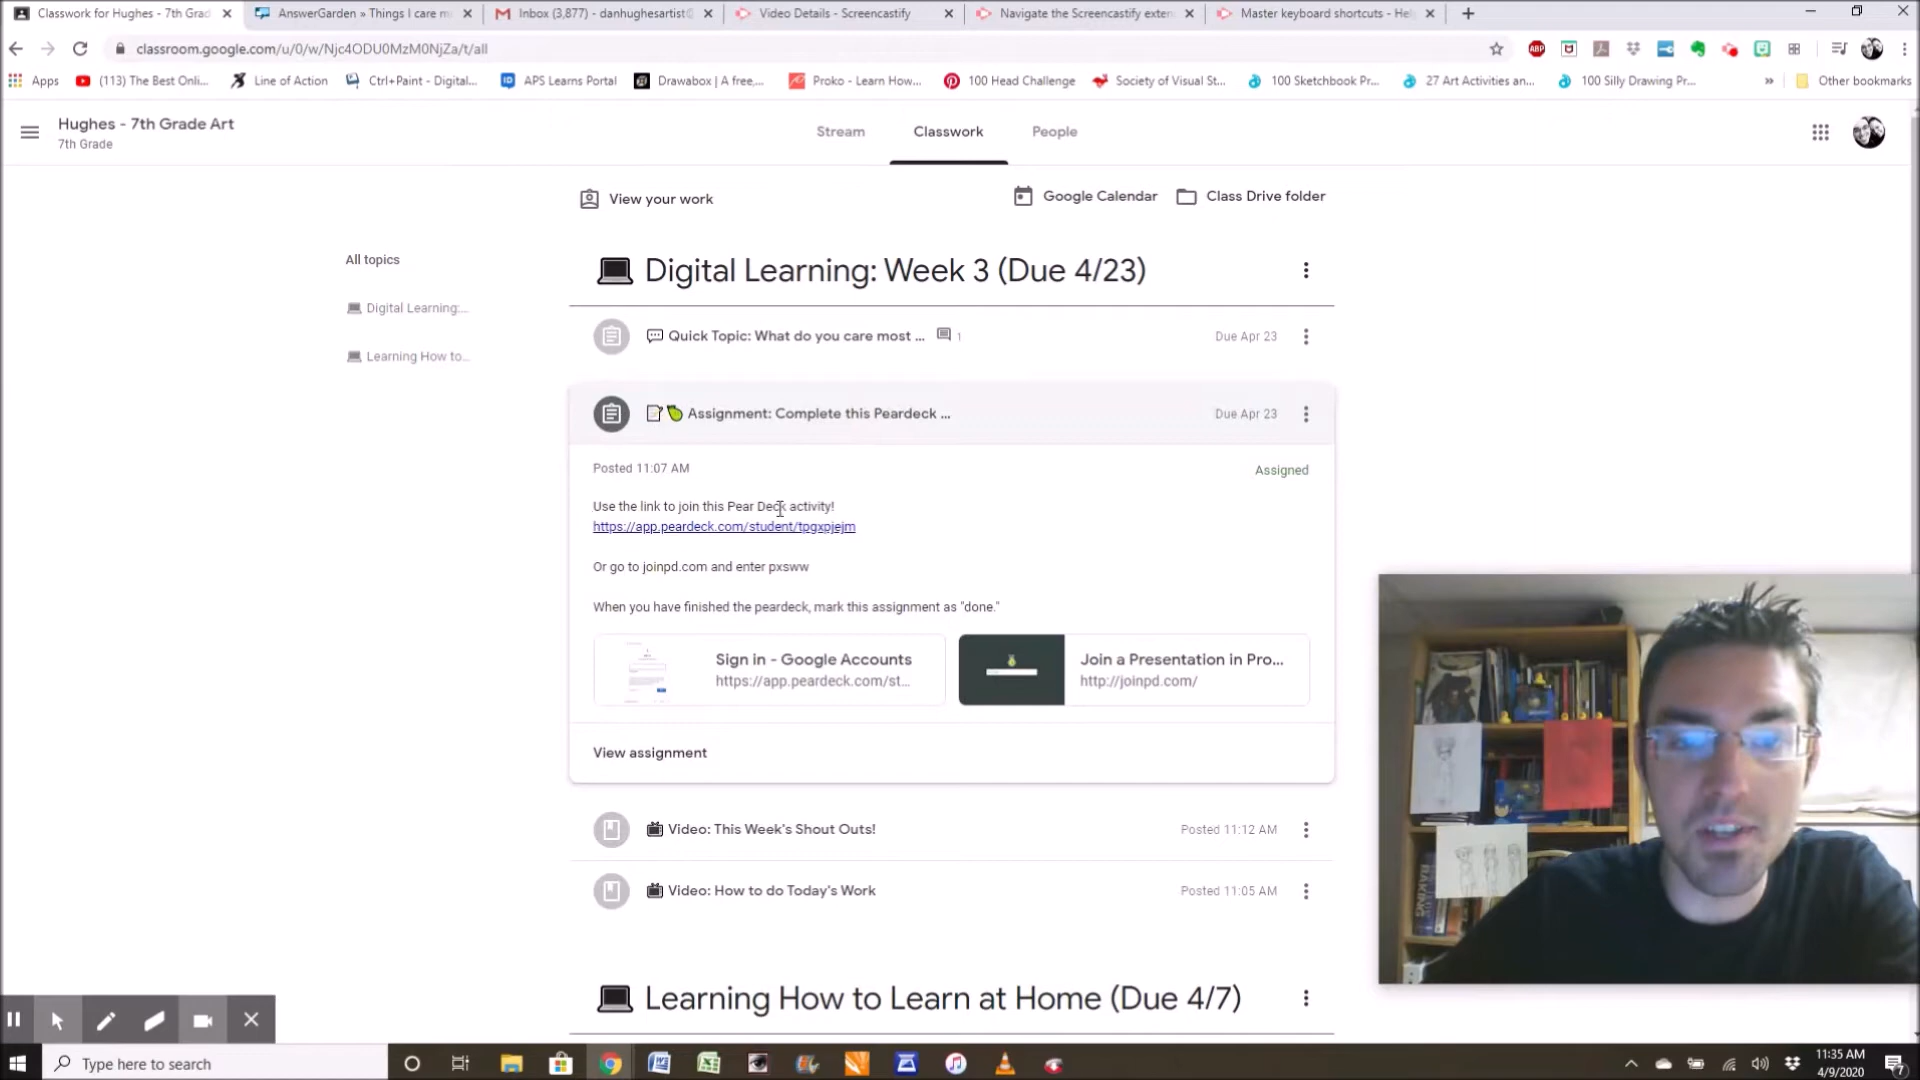 Classwork for Hughes - 7th Grad
AnswerGarden » Things I care m
Inbox (3,877) - danhughesartist@
Video Details - Screencastify
Navigate the Screencastify exten
Master keyboard shortcuts - Hel
classroom.google.com/u/0/w/Njc4ODU0MzM0NjZa/t/all
Apps
(113) The Best Onli...
Line of Action
Ctrl+Paint - Digital...
APS Learns Portal
Drawabox | A free,...
Proko - Learn How...
100 Head Challenge
Society of Visual St...
100 Sketchbook Pr...
27 Art Activities an...
100 Silly Drawing Pr...
»
Other bookmarks
Hughes - 7th Grade Art
7th Grade
Stream
Classwork
People
View your work
Google Calendar
Class Drive folder
All topics
Digital Learning:...
Learning How to...
Digital Learning: Week 3 (Due 4/23)
Quick Topic: What do you care most ...
1
Due Apr 23
Assignment: Complete this Peardeck ...
Due Apr 23
Posted 11:07 AM
Assigned
Use the link to join this Pear Deck activity!
https://app.peardeck.com/student/tpgxpjejm
Or go to joinpd.com and enter pxsww
When you have finished the peardeck, mark this assignment as "done."
Sign in - Google Accounts
https://app.peardeck.com/st...
Join a Presentation in Pro...
http://joinpd.com/
View assignment
Video: This Week's Shout Outs!
Posted 11:12 AM
Video: How to do Today's Work
Posted 11:05 AM
Learning How to Learn at Home (Due 4/7)
Type here to search
11:35 AM
4/9/2020
7